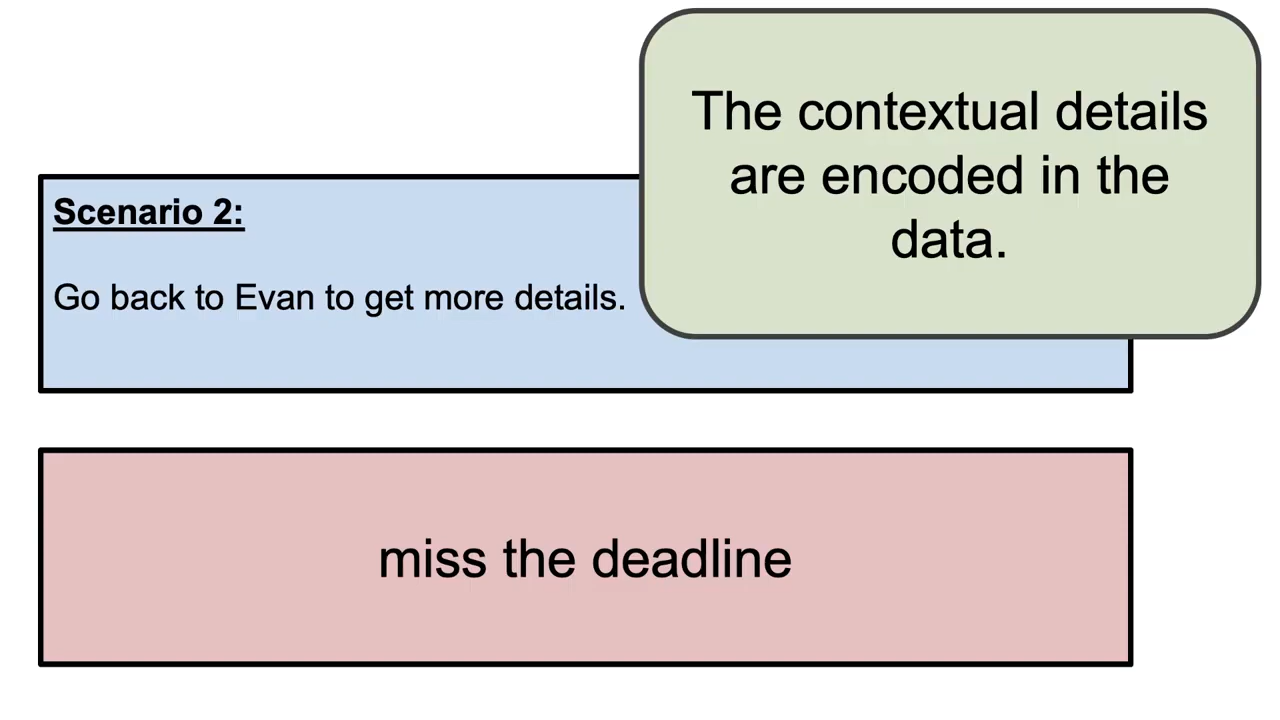 The contextual details
are encoded in the
data.
Scenario 2:
Go back to Evan to get more details.
miss the deadline